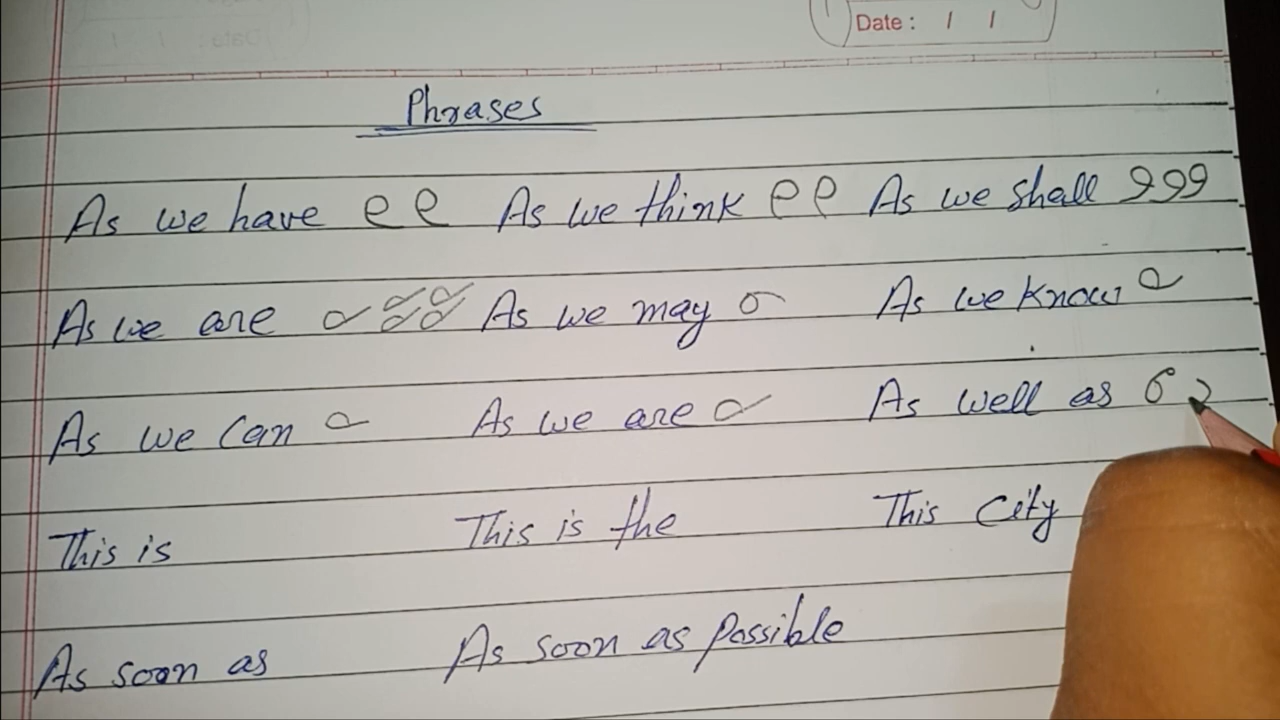 Date : / /
Phrases
As we have As we think As we shall
As we are As we may As we know
As we Can As we are As well as
This is This is the This City
As soon as As soon as Possible